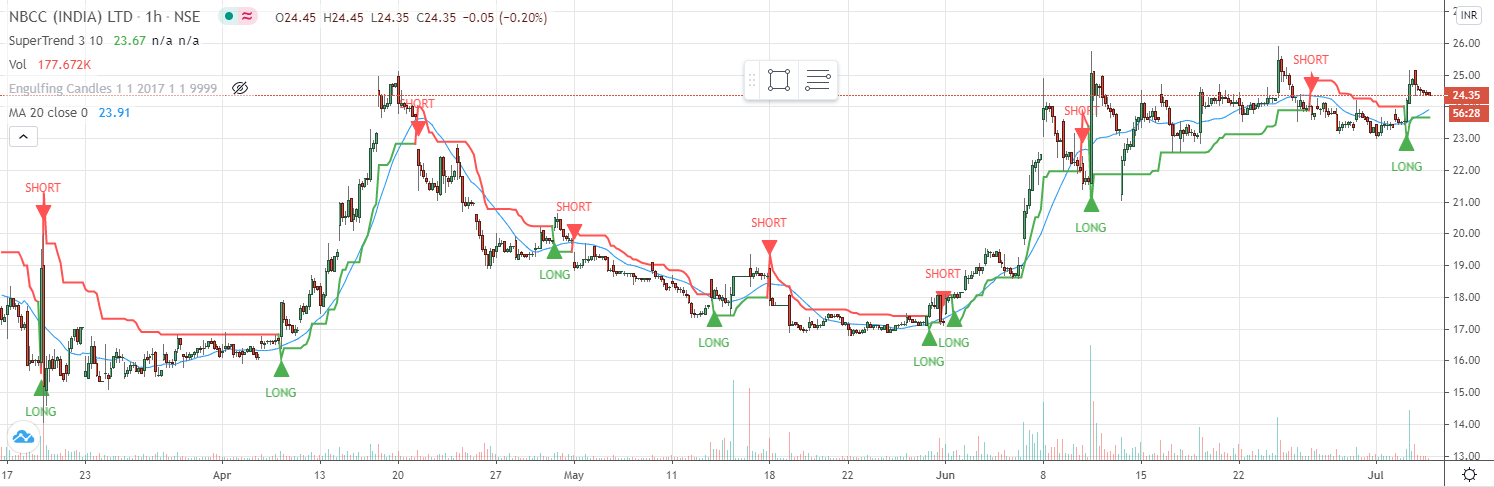 NBCC (INDIA) LTD · 1h · NSE O24.45 H24.45 L24.35 C24.35 −0.05 (−0.20%)
SuperTrend 3 10 23.67 n/a n/a
Vol 177.672K
Engulfing Candles 1 1 2017 1 1 9999
MA 20 close 0 23.91
INR
26.00
25.00
24.35
56:28
23.00
22.00
21.00
20.00
19.00
18.00
17.00
16.00
15.00
14.00
13.00
SHORT
LONG
LONG
SHORT
LONG
SHORT
LONG
SHORT
LONG
SHORT
LONG
SHORT
LONG
SHORT
LONG
17 23 Apr 13 20 27 May 11 18 22 Jun 8 15 22 Jul